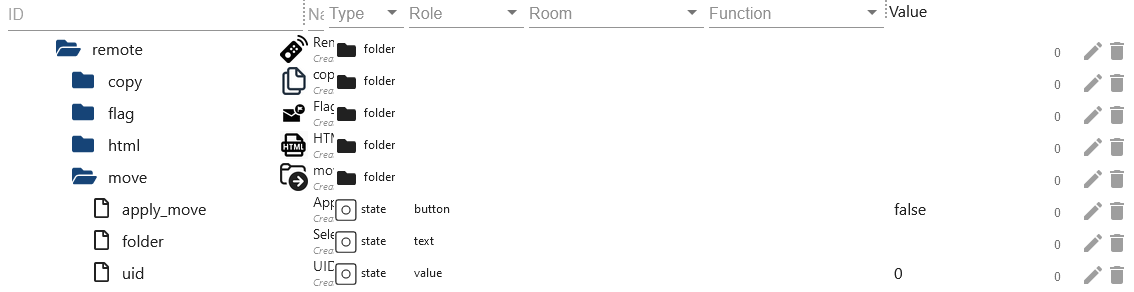 ID Na Type Role Room Function Value
remote Ren folder 0
Crea
copy cop folder 0
Crea
flag Flag folder 0
Crea
HTML html HTM folder 0
Crea
move mov folder 0
Crea
apply_move App state button false 0
Crea
folder Sele state text 0
Crea
uid UID state value 0 0
Crea